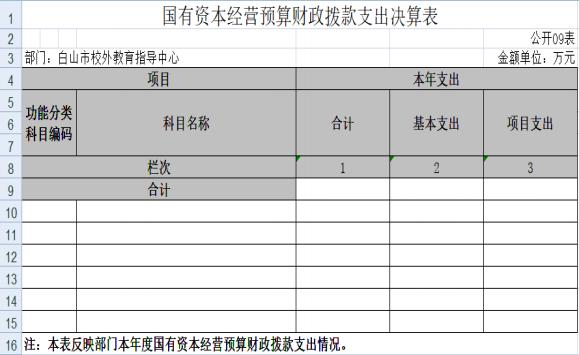 1 国有资本经营预算财政拨款支出决算表
2 公开09表
3 部门：白山市校外教育指导中心 金额单位：万元
4 项目 本年支出
5
6 功能分类科目编码 科目名称 合计 基本支出 项目支出
7
8 栏次 1 2 3
9 合计
10
11
12
13
14
15
16 注：本表反映部门本年度国有资本经营预算财政拨款支出情况。